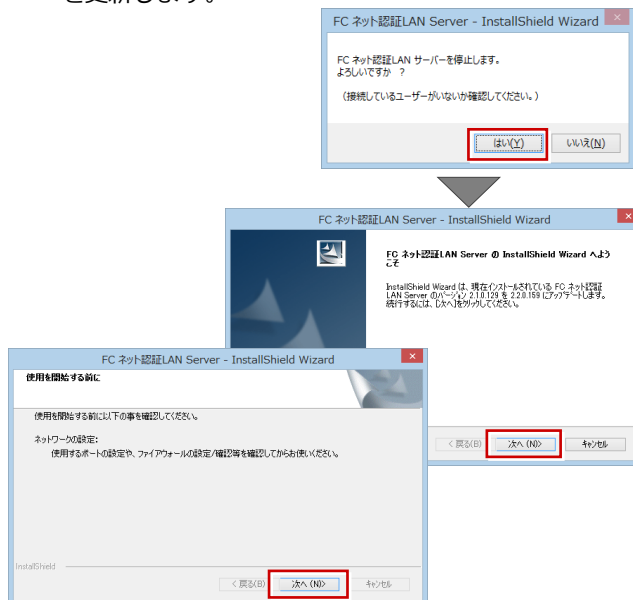 を更新します。
FC ネット認証LAN Server - InstallShield Wizard
FC ネット認証LAN サーバーを停止します。
よろしいですか ?
(接続しているユーザーがいないか確認してください。)
はい(Y)
いいえ(N)
FC ネット認証LAN Server - InstallShield Wizard
FC ネット認証LAN Server の InstallShield Wizard へよう
こそ
InstallShield Wizard は、現在インストールされている FC ネット認証
LAN Server のバージョン 2.1.0.129 を 2.2.0.159 にアップデートします。
続行するには、[次へ]をクリックしてください。
< 戻る(B)
次へ (N)>
キャンセル
FC ネット認証LAN Server - InstallShield Wizard
使用を開始する前に
使用を開始する前に以下の事を確認してください。
ネットワークの設定:
使用するポートの設定や、ファイアウォールの設定/確認等を確認してからお使いください。
InstallShield
< 戻る(B)
次へ (N)>
キャンセル